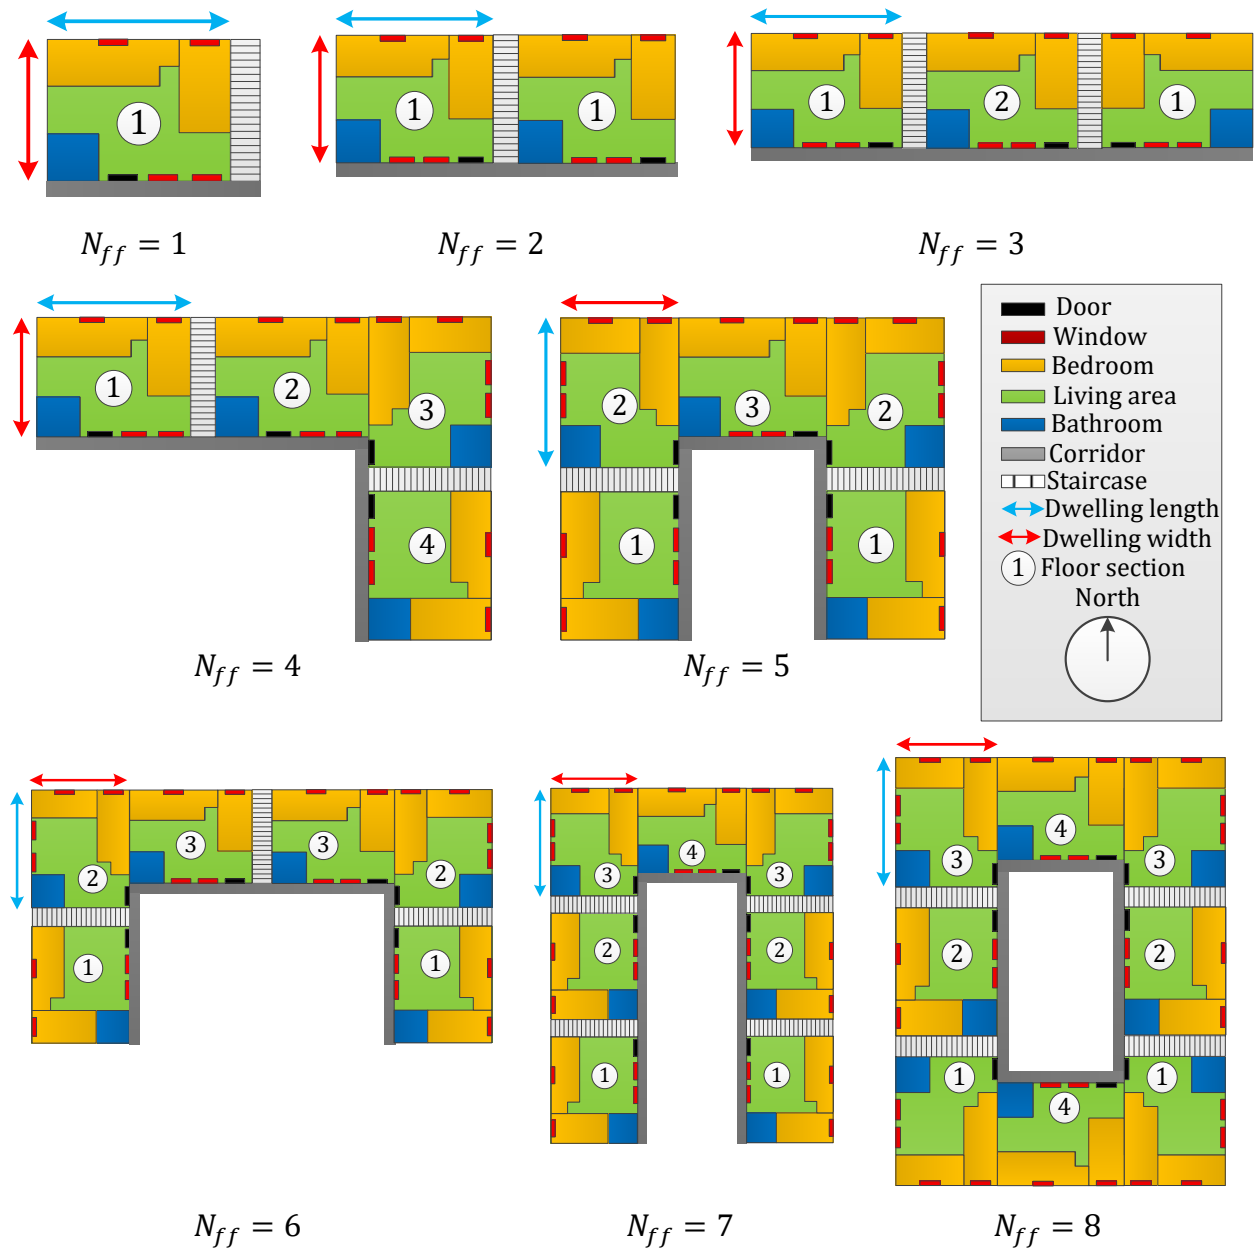 1
1
1
1
2
1
N_ff = 1
N_ff = 2
N_ff = 3
1
2
3
4
2
3
2
1
1
Door
Window
Bedroom
Living area
Bathroom
Corridor
Staircase
Dwelling length
Dwelling width
1 Floor section
North
N_ff = 4
N_ff = 5
3
3
2
2
1
1
4
3
3
2
2
1
1
4
3
3
2
2
1
1
4
N_ff = 6
N_ff = 7
N_ff = 8